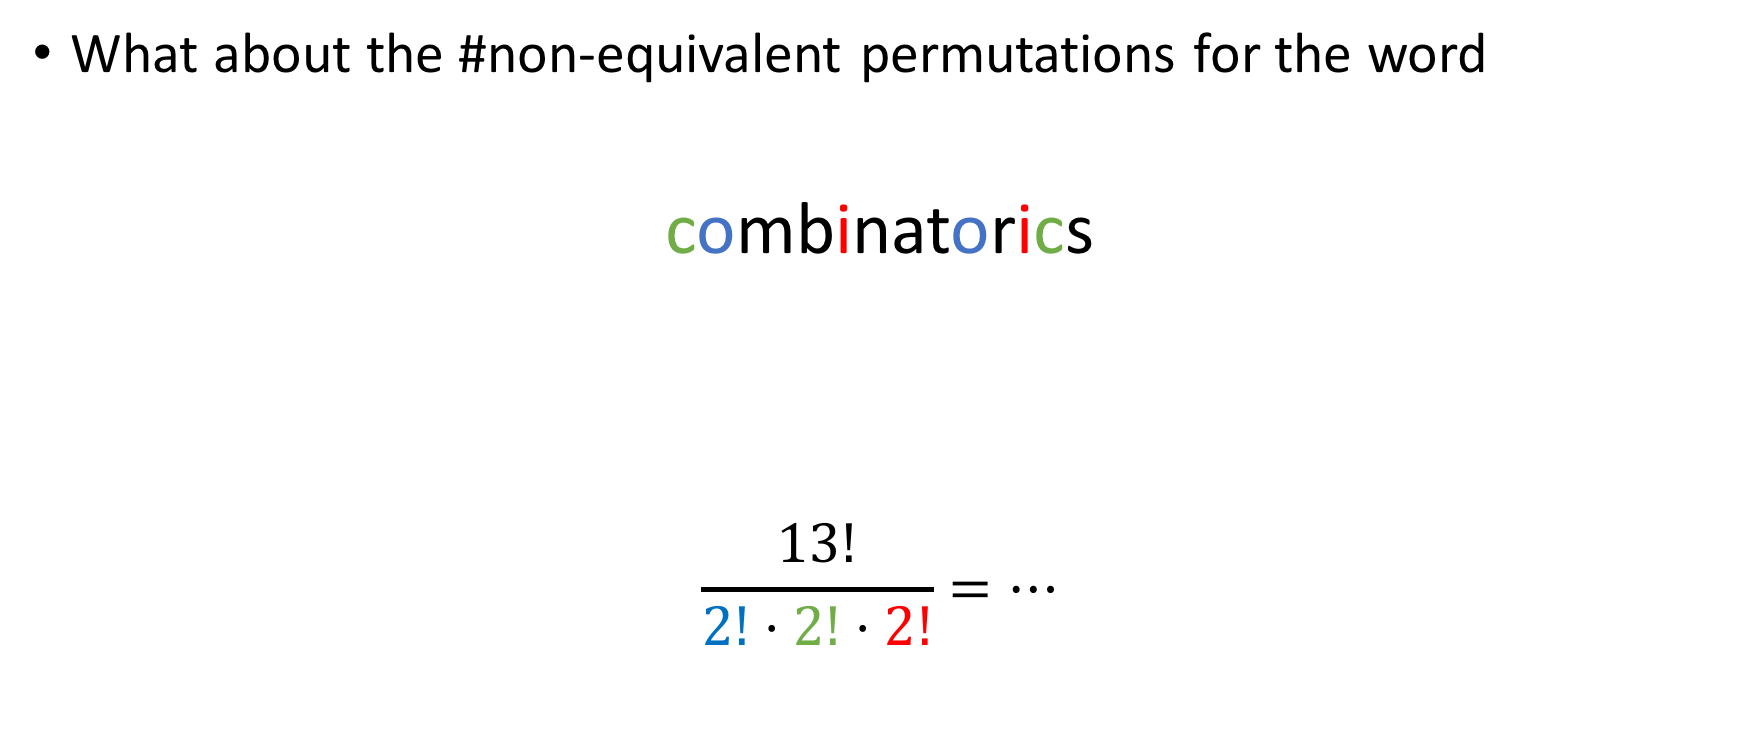 • What about the #non-equivalent permutations for the word
combinatorics
13!
2! · 2! · 2!
= ⋯